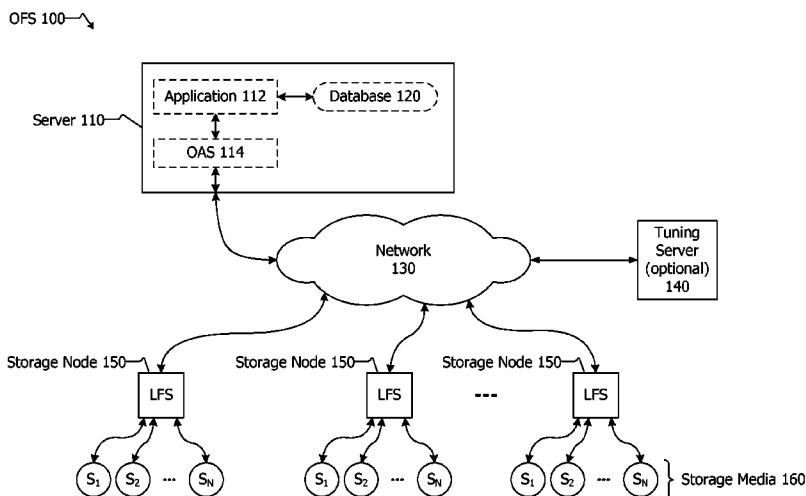 OFS 100
Application 112
Database 120
Server 110
OAS 114
Network
130
Tuning
Server
(optional)
140
Storage Node 150
Storage Node 150
Storage Node 150
LFS
LFS
LFS
---
S1 S2 ... SN
S1 S2 ... SN
S1 S2 ... SN
Storage Media 160